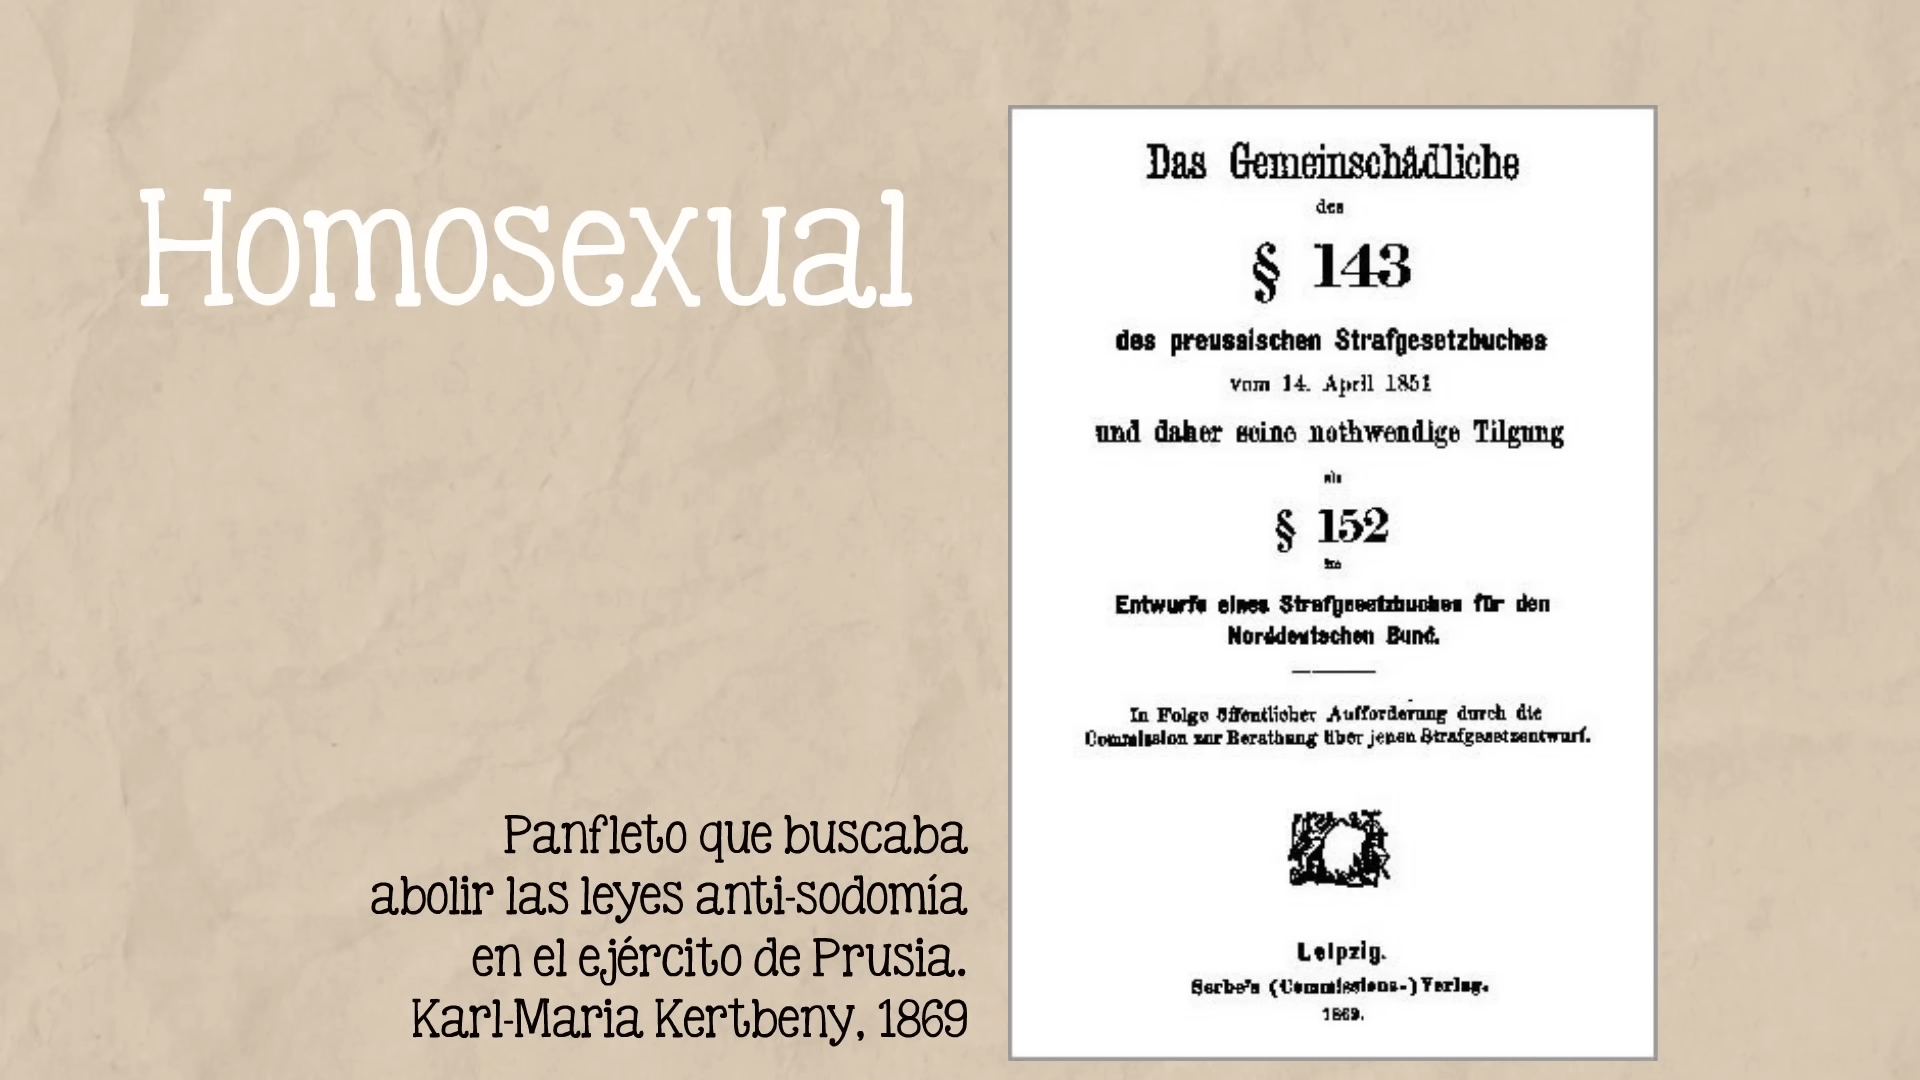 Homosexual
Panfleto que buscaba
abolir las leyes anti-sodomía
en el ejército de Prusia.
Karl-Maria Kertbeny, 1869
Das Gemeinschädliche
des
§ 143
des preussischen Strafgesetzbuches
vom 14. April 1851
und daher seine nothwendige Tilgung
als
§ 152
im
Entwurfe eines Strafgesetzbuches für den
Norddeutschen Bund.
In Folge öffentlicher Aufforderung durch die
Commission zur Berathung über jenen Strafgesetzentwurf.
Leipzig.
Serbe's (Commissions-) Verlag.
1869.